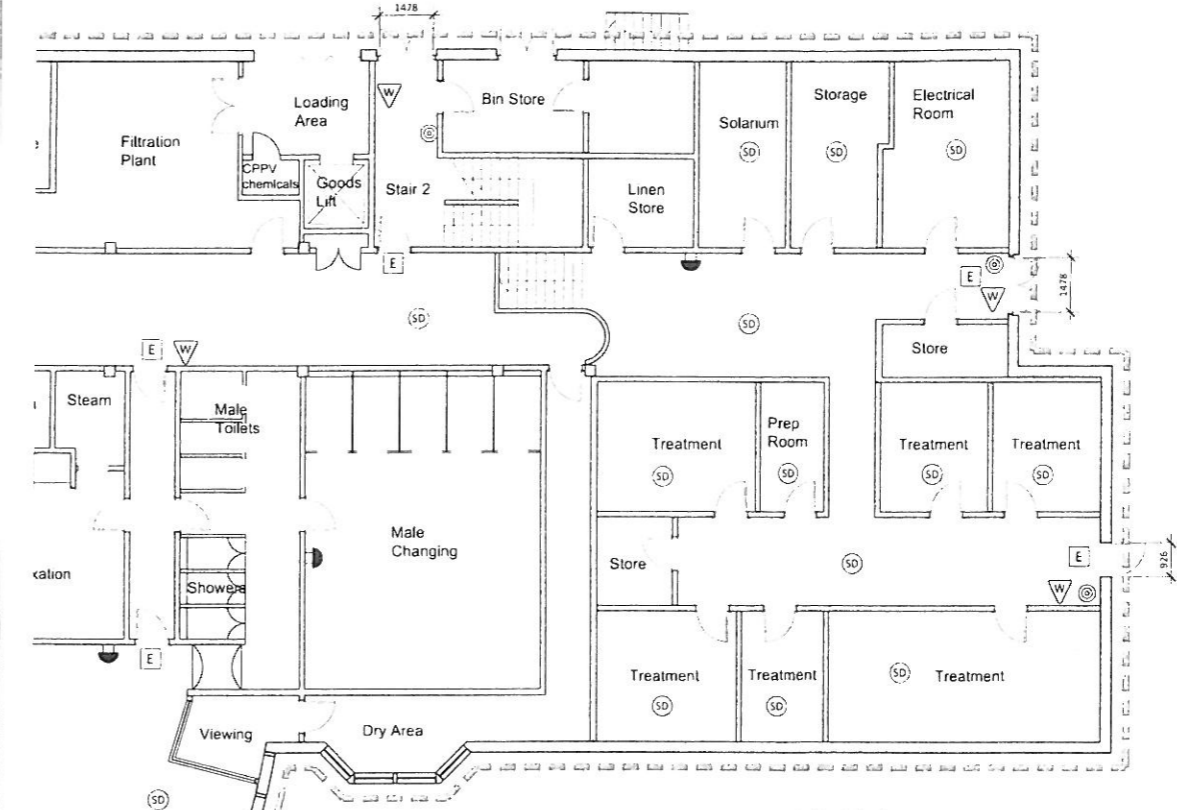 1478
Bin Store
Storage
Electrical
Room
Loading
Area
W
Solarium
Filtration
Plant
SD
SD
SD
CPPV
chemicals
Goods
Lift
Stair 2
Linen
Store
E
E
W
1478
SD
SD
E
W
Store
Steam
Male
Toilets
Treatment
Prep
Room
Treatment
Treatment
SD
SD
SD
SD
Male
Changing
xation
Showers
Store
SD
E
W
926
E
Treatment
Treatment
SD
Treatment
SD
SD
Viewing
Dry Area
SD